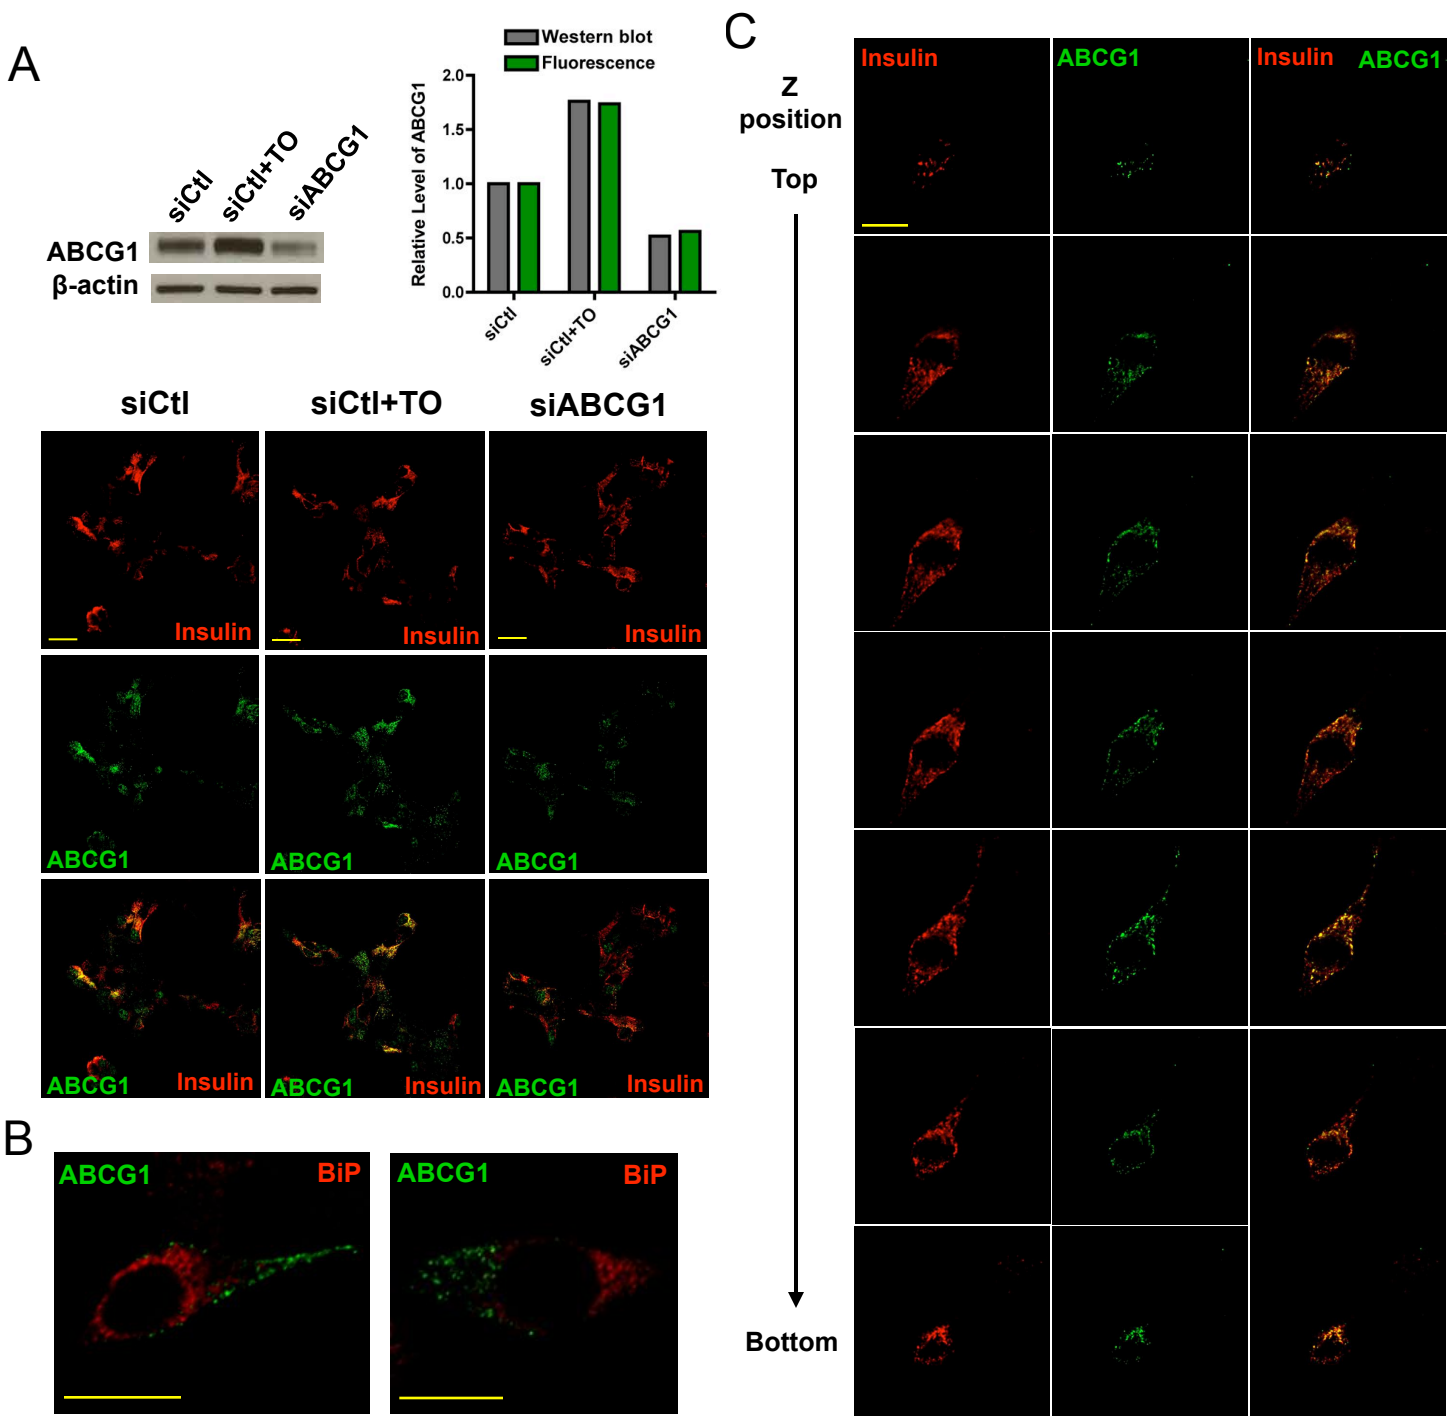 A
siCtl
siCtl+TO
siABCG1
ABCG1
β-actin
Western blot
Fluorescence
Relative Level of ABCG1
2.0
1.5
1.0
0.5
0.0
siCtl
siCtl+TO
siABCG1
siCtl
siCtl+TO
siABCG1
Insulin
Insulin
Insulin
ABCG1
ABCG1
ABCG1
ABCG1 Insulin
ABCG1 Insulin
ABCG1 Insulin
B
ABCG1 BiP
ABCG1 BiP
C
Z
position
Top
Bottom
Insulin
ABCG1
Insulin ABCG1